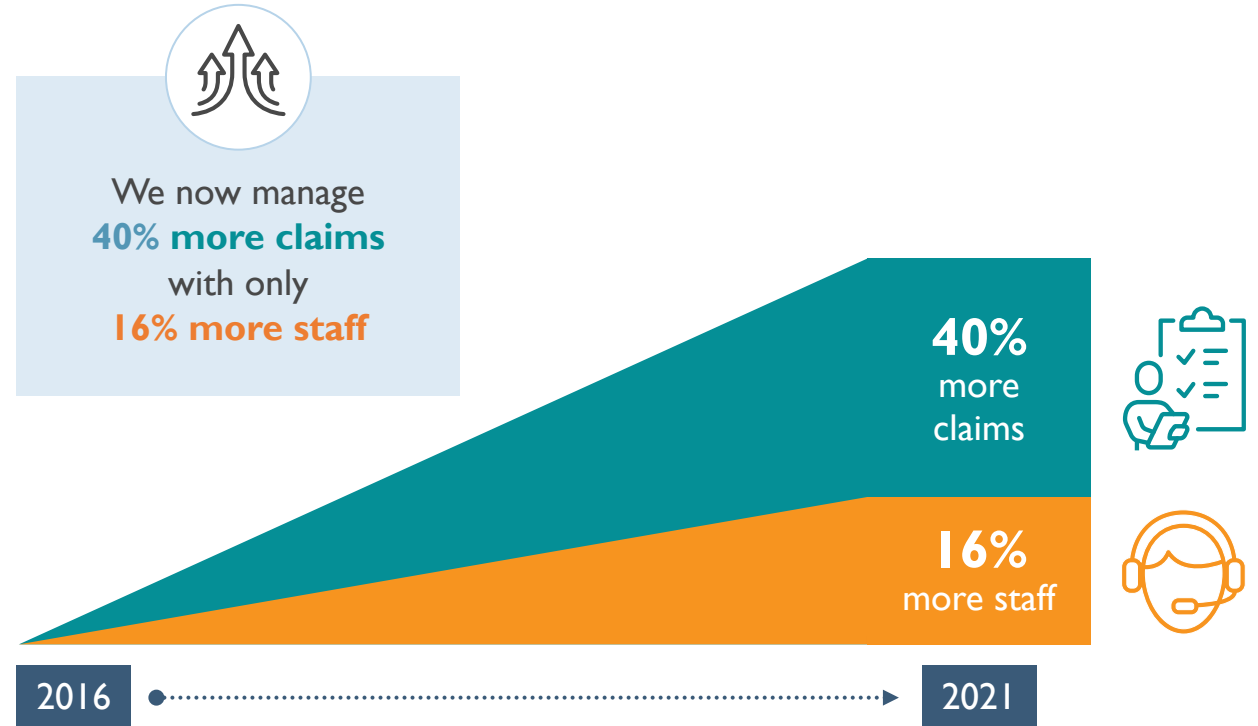 We now manage
40% more claims
with only
16% more staff
40%
more
claims
16%
more staff
2016
2021